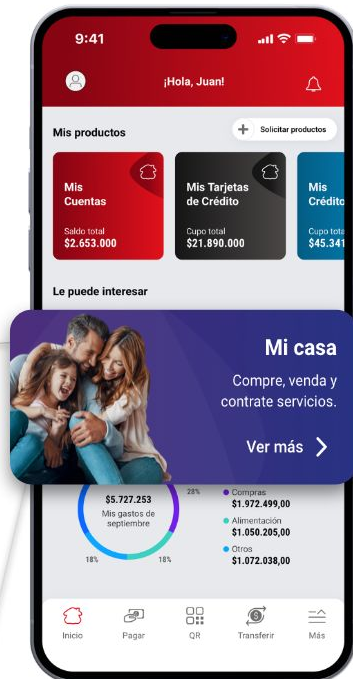 9:41
¡Hola, Juan!
Mis productos
Solicitar productos
Mis
Cuentas
Saldo total
$2.653.000
Mis Tarjetas
de Crédito
Cupo total
$21.890.000
Mis
Crédito
Cupo tota
$45.341
Le puede interesar
Mi casa
Compre, venda y
contrate servicios.
Ver más
$5.727.253
Mis gastos de
septiembre
28%
18%
18%
Compras
$1.972.499,00
Alimentación
$1.050.205,00
Otros
$1.072.038,00
Inicio
Pagar
QR
Transferir
Más